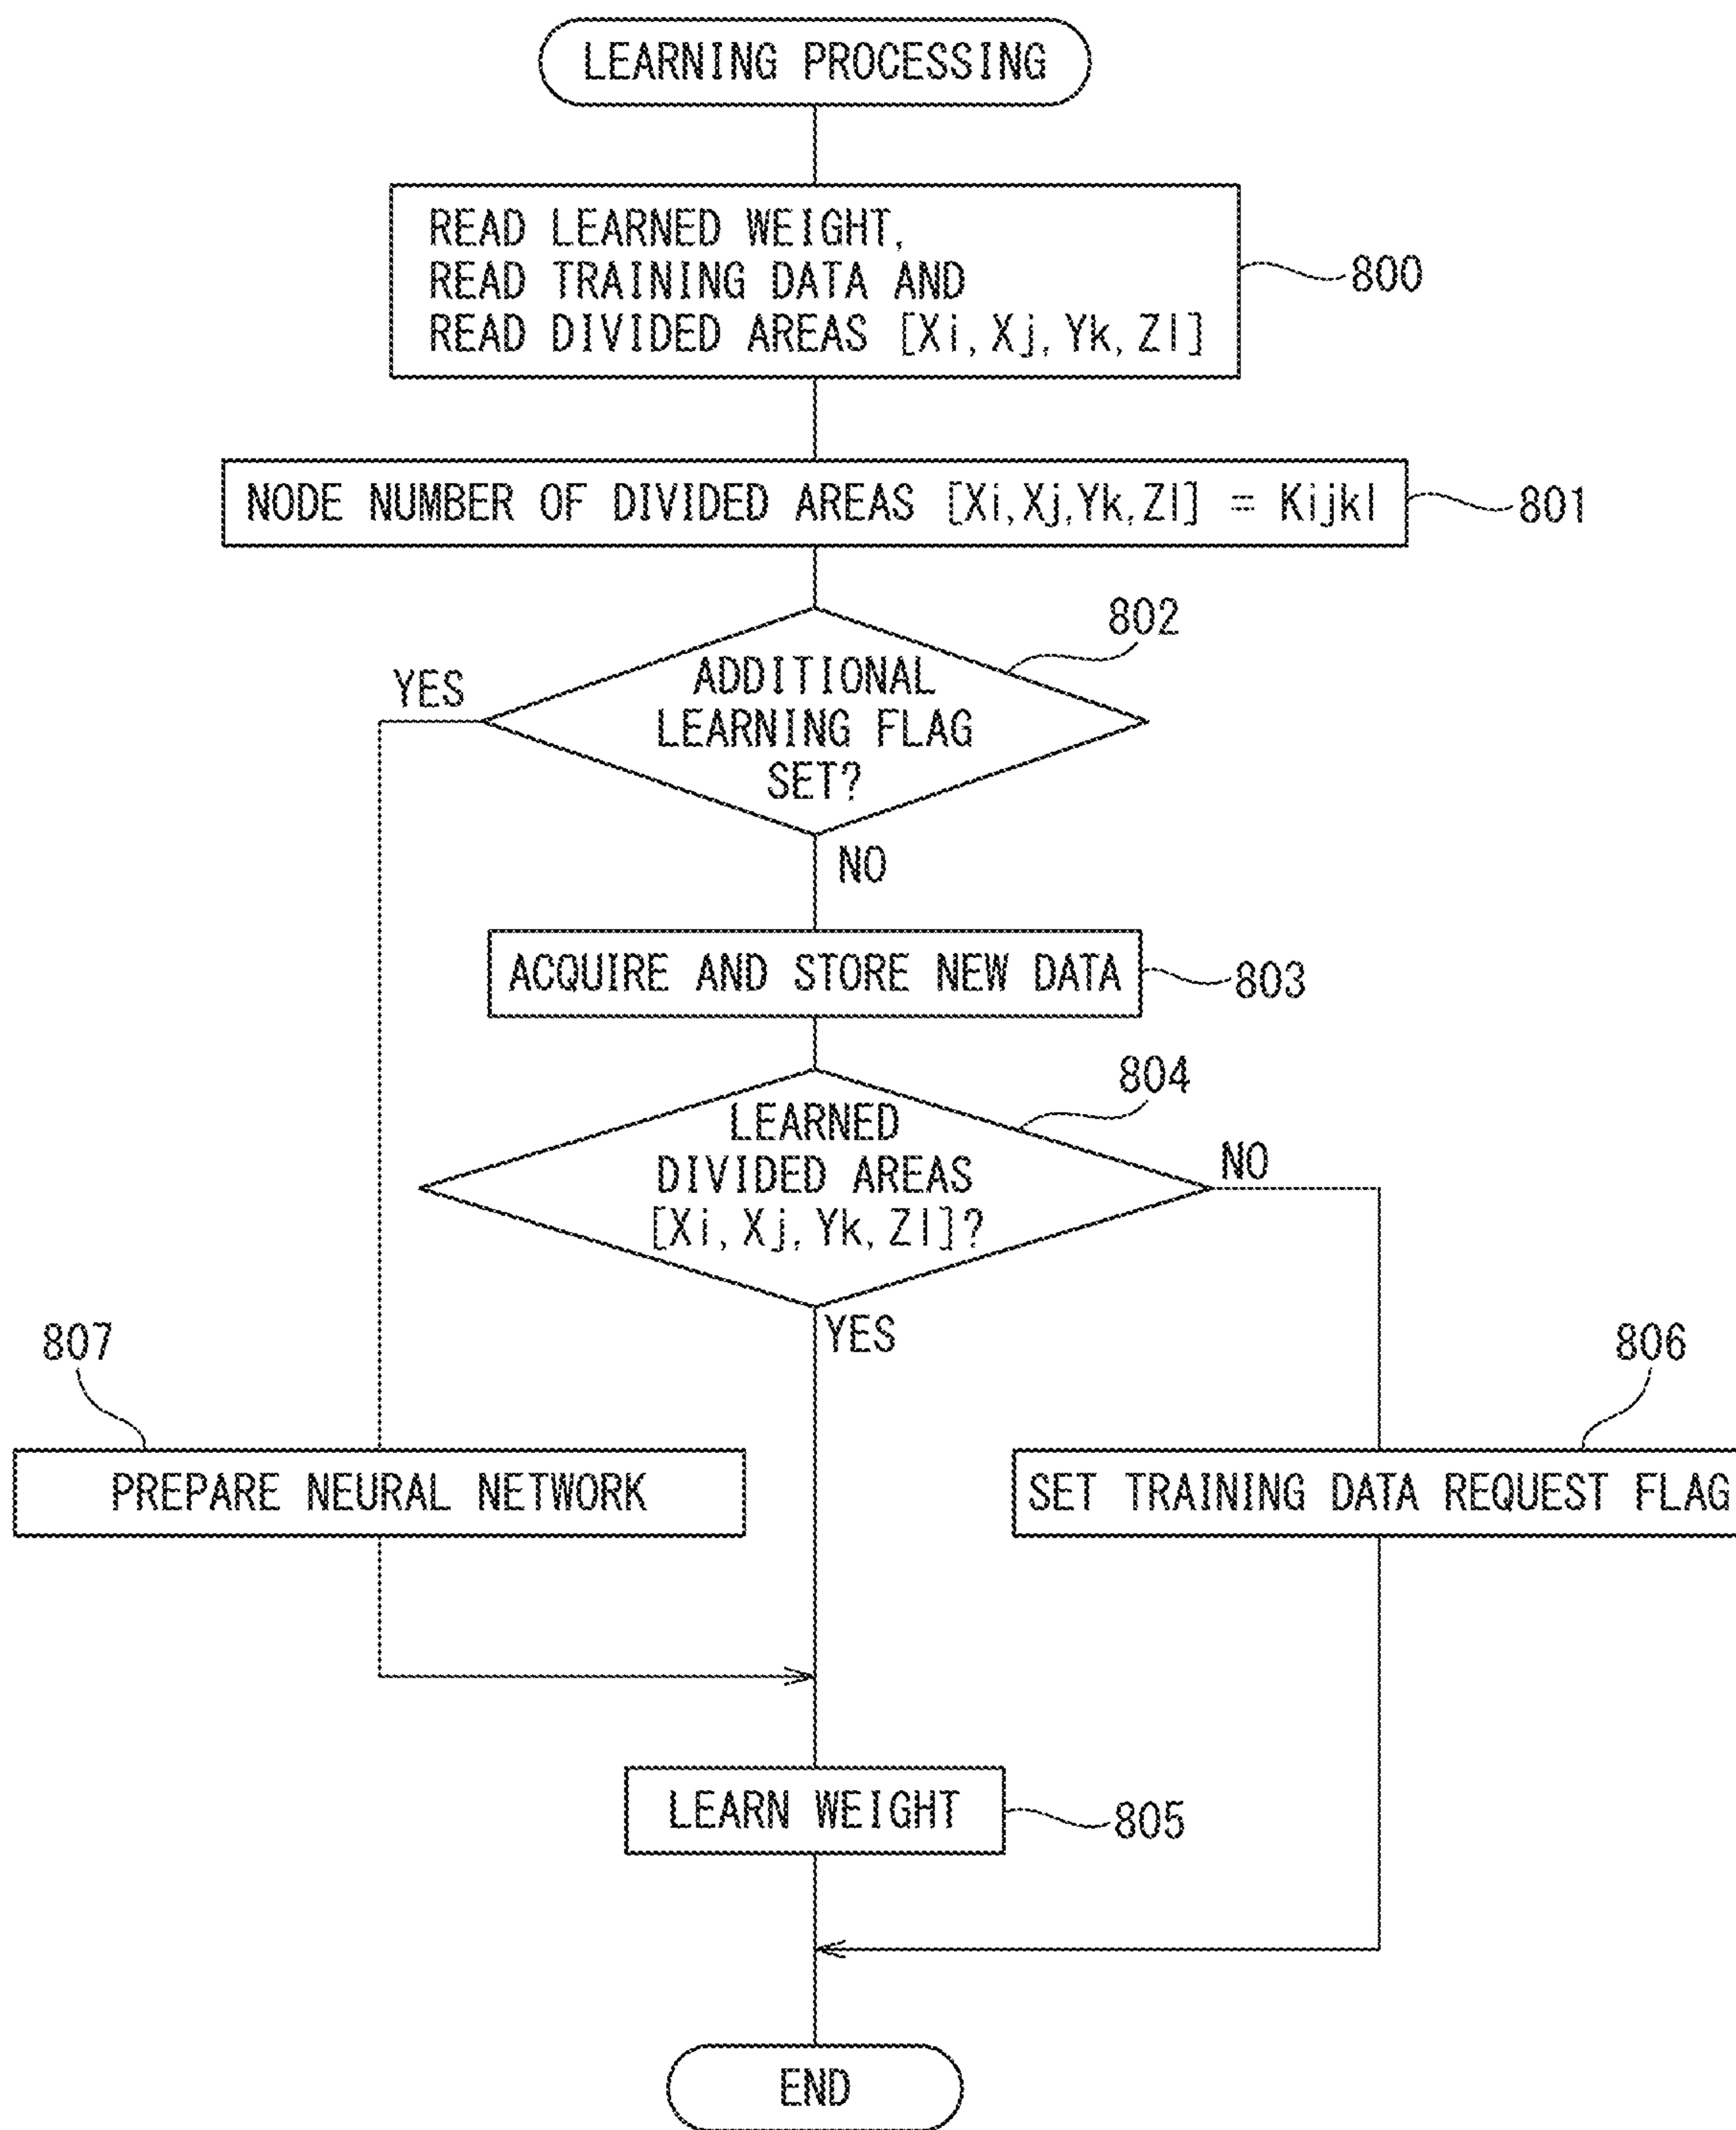 LEARNING PROCESSING
READ LEARNED WEIGHT,
READ TRAINING DATA AND
READ DIVIDED AREAS [Xi, Xj, Yk, Zl]
800
NODE NUMBER OF DIVIDED AREAS [Xi,Xj,Yk,Zl] = Kijkl
801
802
YES
ADDITIONAL
LEARNING FLAG
SET?
NO
ACQUIRE AND STORE NEW DATA
803
804
LEARNED
DIVIDED AREAS
[Xi, Xj, Yk, Zl]?
NO
YES
807
806
PREPARE NEURAL NETWORK
SET TRAINING DATA REQUEST FLAG
LEARN WEIGHT
805
END